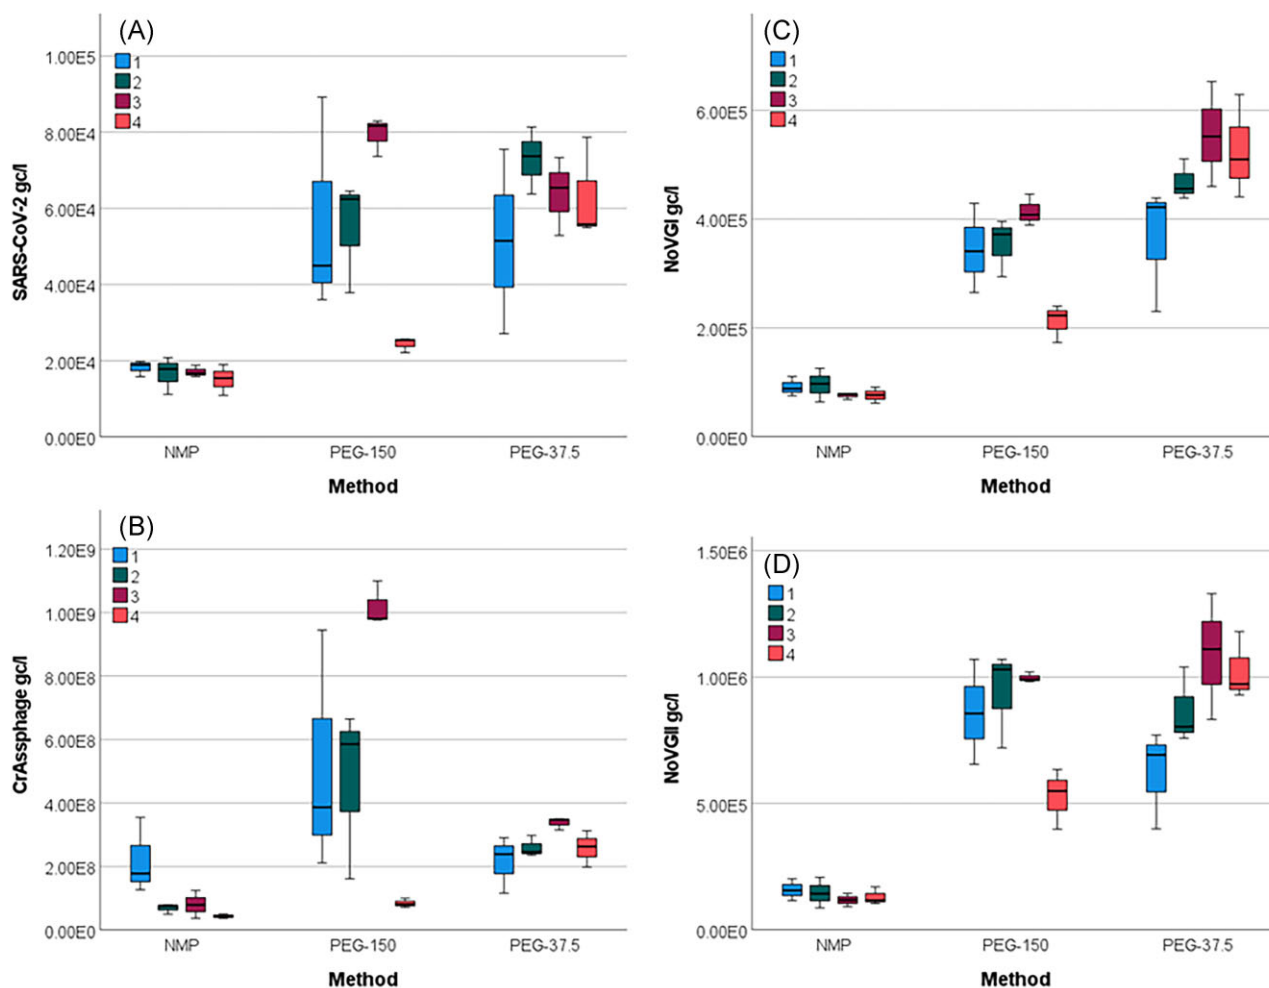 (A)
1
2
3
4
1.00E5
8.00E4
6.00E4
4.00E4
2.00E4
0.00E0
SARS-CoV-2 gc/l
NMP PEG-150 PEG-37.5
Method
(C)
1
2
3
4
6.00E5
4.00E5
2.00E5
0.00E0
NoVGI gc/l
NMP PEG-150 PEG-37.5
Method
(B)
1
2
3
4
1.20E9
1.00E9
8.00E8
6.00E8
4.00E8
2.00E8
0.00E0
CrAssphage gc/l
NMP PEG-150 PEG-37.5
Method
(D)
1
2
3
4
1.50E6
1.00E6
5.00E5
0.00E0
NoVGII gc/l
NMP PEG-150 PEG-37.5
Method